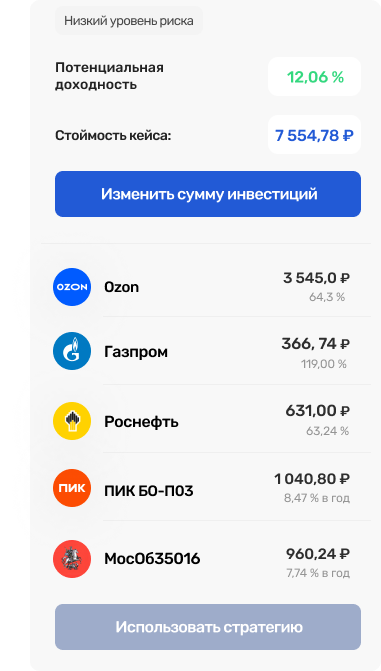 Низкий уровень риска
Потенциальная
доходность
12,06 %
Стоимость кейса:
7 554,78 ₽
Изменить сумму инвестиций
OZON
Ozon
3 545,0 ₽
64,3 %
Газпром
366, 74 ₽
119,00 %
Роснефть
631,00 ₽
63,24 %
ПИК
ПИК БО-П03
1 040,80 ₽
8,47 % в год
МосОб35016
960,24 ₽
7,74 % в год
Использовать стратегию